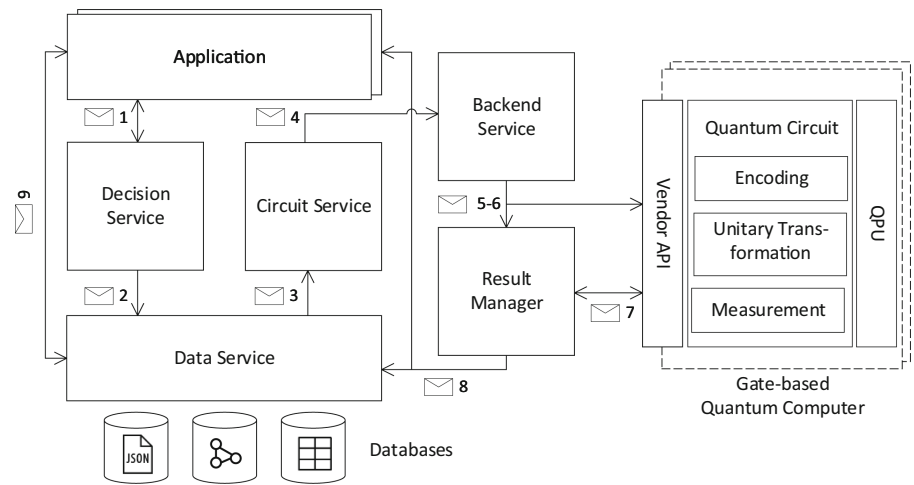 Application
1
4
Backend
Service
Decision
Service
Circuit Service
9
5-6
2
3
Result
Manager
7
Data Service
8
Vendor API
Quantum Circuit
Encoding
Unitary Trans-
formation
Measurement
QPU
Gate-based
Quantum Computer
JSON
Databases